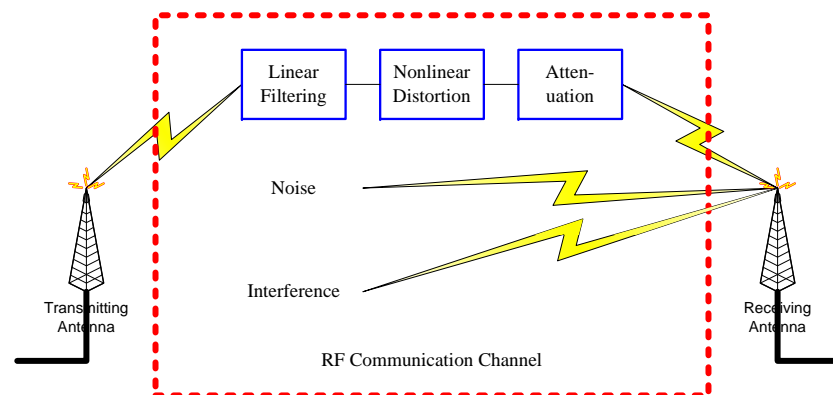 Linear
Filtering
Nonlinear
Distortion
Atten-
uation
Noise
Interference
Transmitting
Antenna
Receiving
Antenna
RF Communication Channel